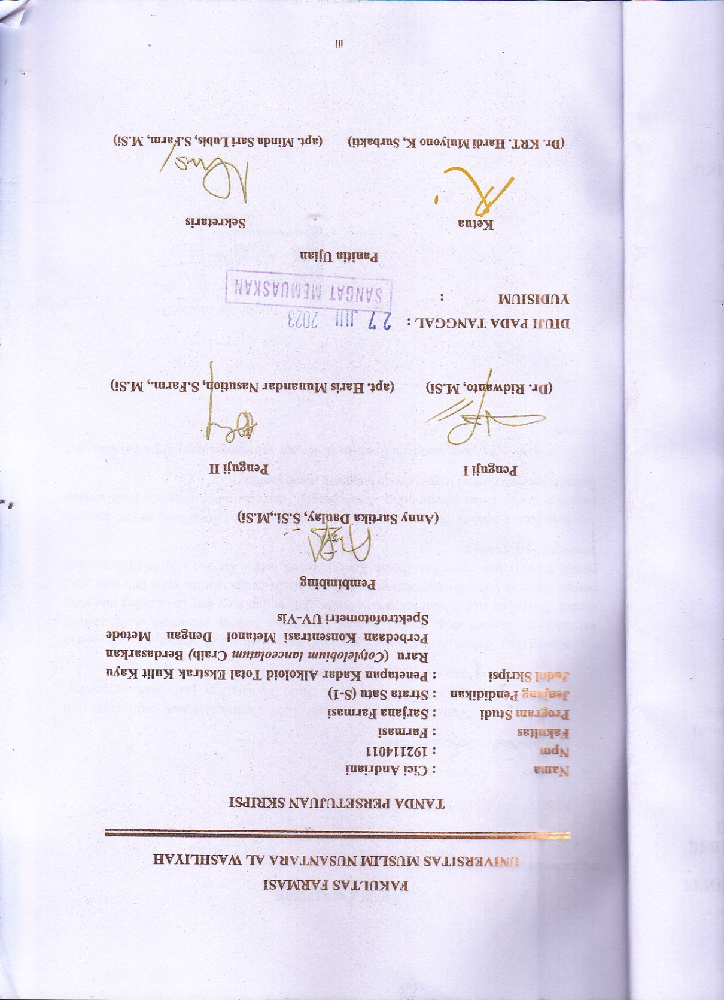 FAKULTAS FARMASI
UNIVERSITAS MUSLIM NUSANTARA AL WASHLIYAH
TANDA PERSETUJUAN SKRIPSI
Nama : Cici Andriani
Npm : 192114011
Fakultas : Farmasi
Program Studi : Sarjana Farmasi
Jenjang Pendidikan : Strata Satu (S-1)
Judul Skripsi : Penetapan Kadar Alkoloid Total Ekstrak Kulit Kayu
Raru (Cotylelobium lanceolatum Craib) Berdasarkan
Perbedaan Konsentrasi Metanol Dengan Metode
Spektrofotometri UV-Vis
Pembimbing
(Anny Sartika Daulay, S.Si.,M.Si)
Penguji I Penguji II
(Dr. Ridwanto, M.Si) (apt. Haris Munandar Nasution, S.Farm., M.Si)
DIUJI PADA TANGGAL : 27 JUL 2023
YUDISIUM : SANGAT MEMUASKAN
Panitia Ujian
Ketua Sekretaris
(Dr. KRT. Hardi Mulyono K, Surbakti) (apt. Minda Sari Lubis, S.Farm, M.Si)
iii